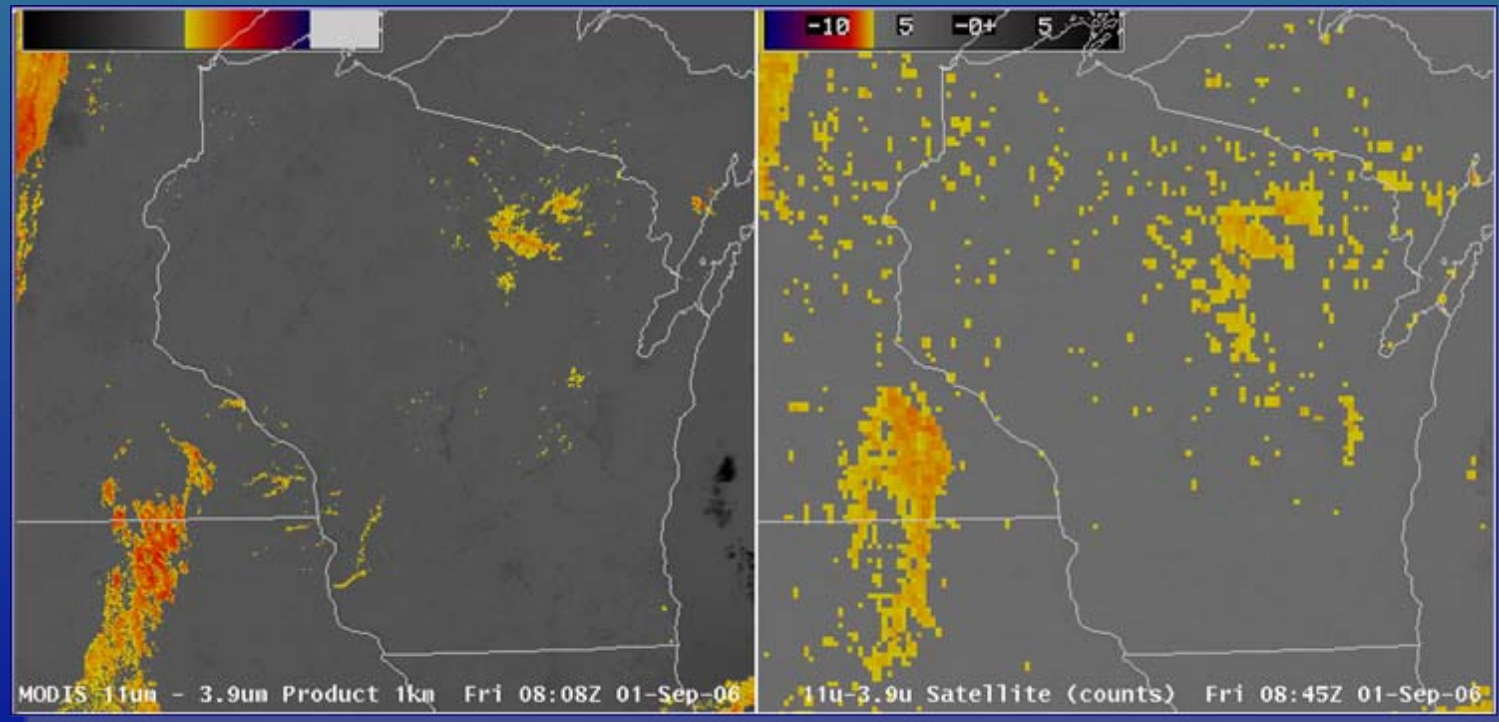 -10 5 -0+ 5
MODIS 11um - 3.9um Product 1km Fri 08:08Z 01-Sep-06
11u-3.9u Satellite (counts) Fri 08:45Z 01-Sep-06